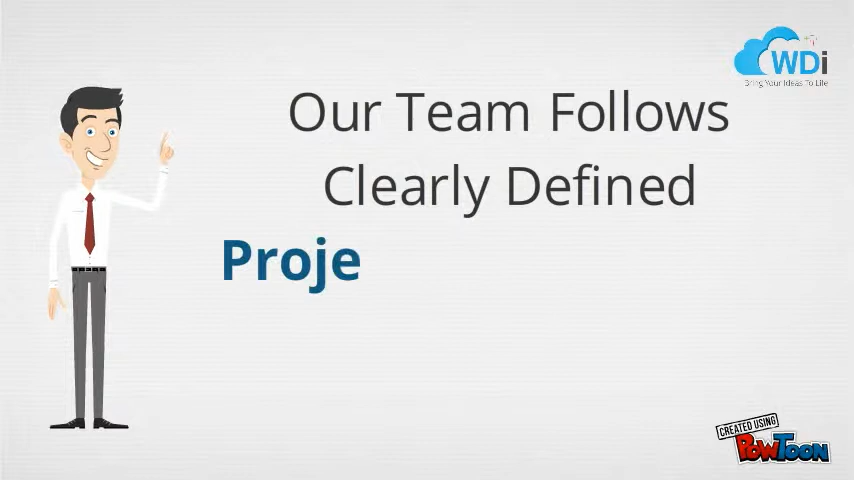 WDi
Bring Your Ideas To Life
Our Team Follows
Clearly Defined
Proje
CREATED USING
PowToon